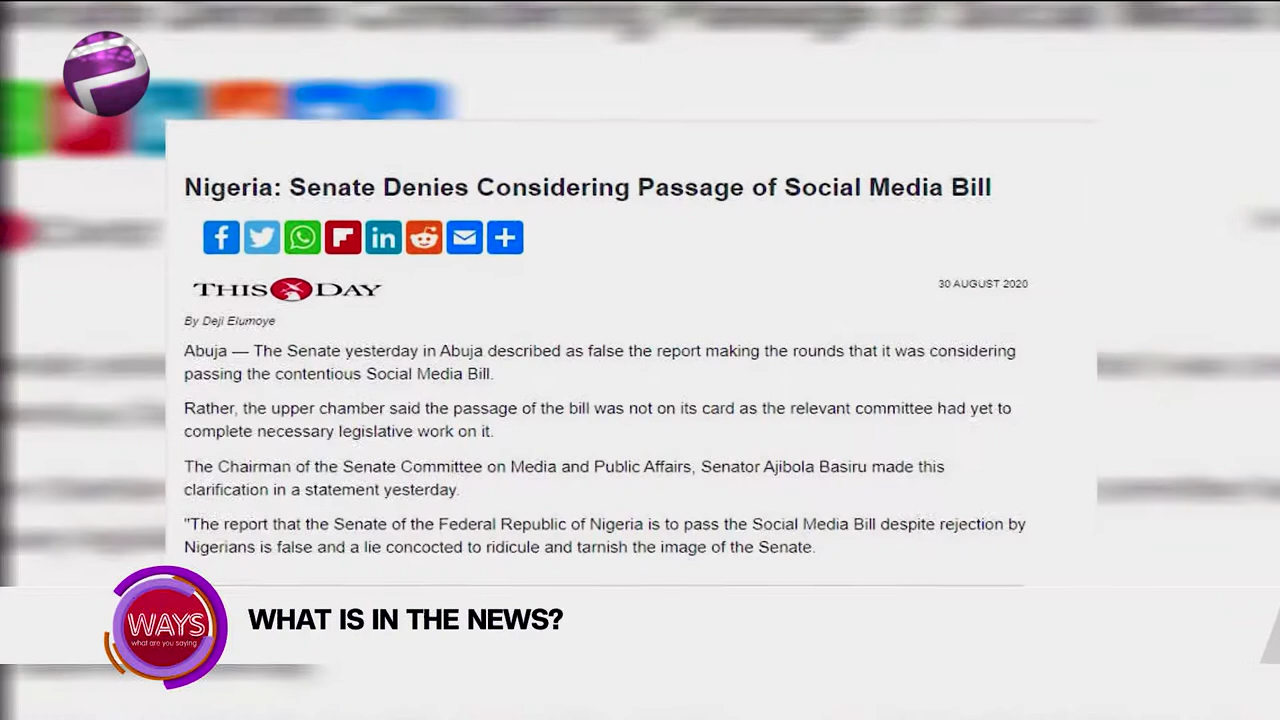 Nigeria: Senate Denies Considering Passage of Social Media Bill
THIS DAY
30 AUGUST 2020
By Deji Elumoye
Abuja — The Senate yesterday in Abuja described as false the report making the rounds that it was considering
passing the contentious Social Media Bill.
Rather, the upper chamber said the passage of the bill was not on its card as the relevant committee had yet to
complete necessary legislative work on it.
The Chairman of the Senate Committee on Media and Public Affairs, Senator Ajibola Basiru made this
clarification in a statement yesterday.
"The report that the Senate of the Federal Republic of Nigeria is to pass the Social Media Bill despite rejection by
Nigerians is false and a lie concocted to ridicule and tarnish the image of the Senate.
WAYS
what are you saying
WHAT IS IN THE NEWS?